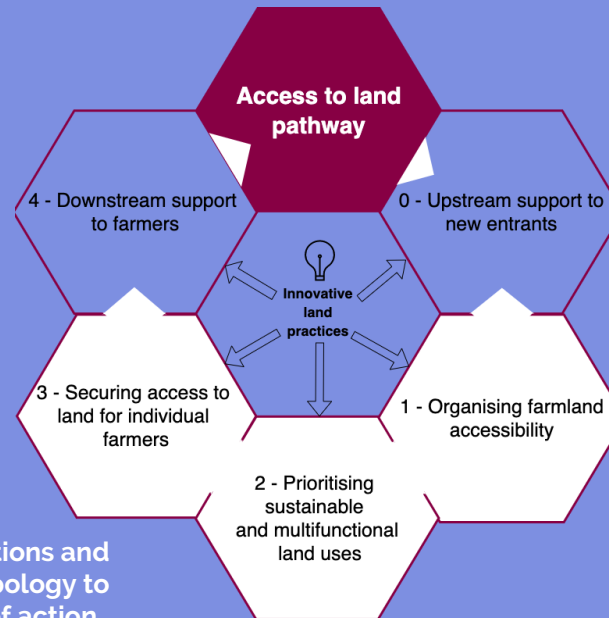 Access to land
pathway
4 - Downstream support
to farmers
0 - Upstream support to
new entrants
Innovative
land
practices
3 - Securing access to
land for individual
farmers
1 - Organising farmland
accessibility
2 - Prioritising
sustainable
and multifunctional
land uses
and
to
of action